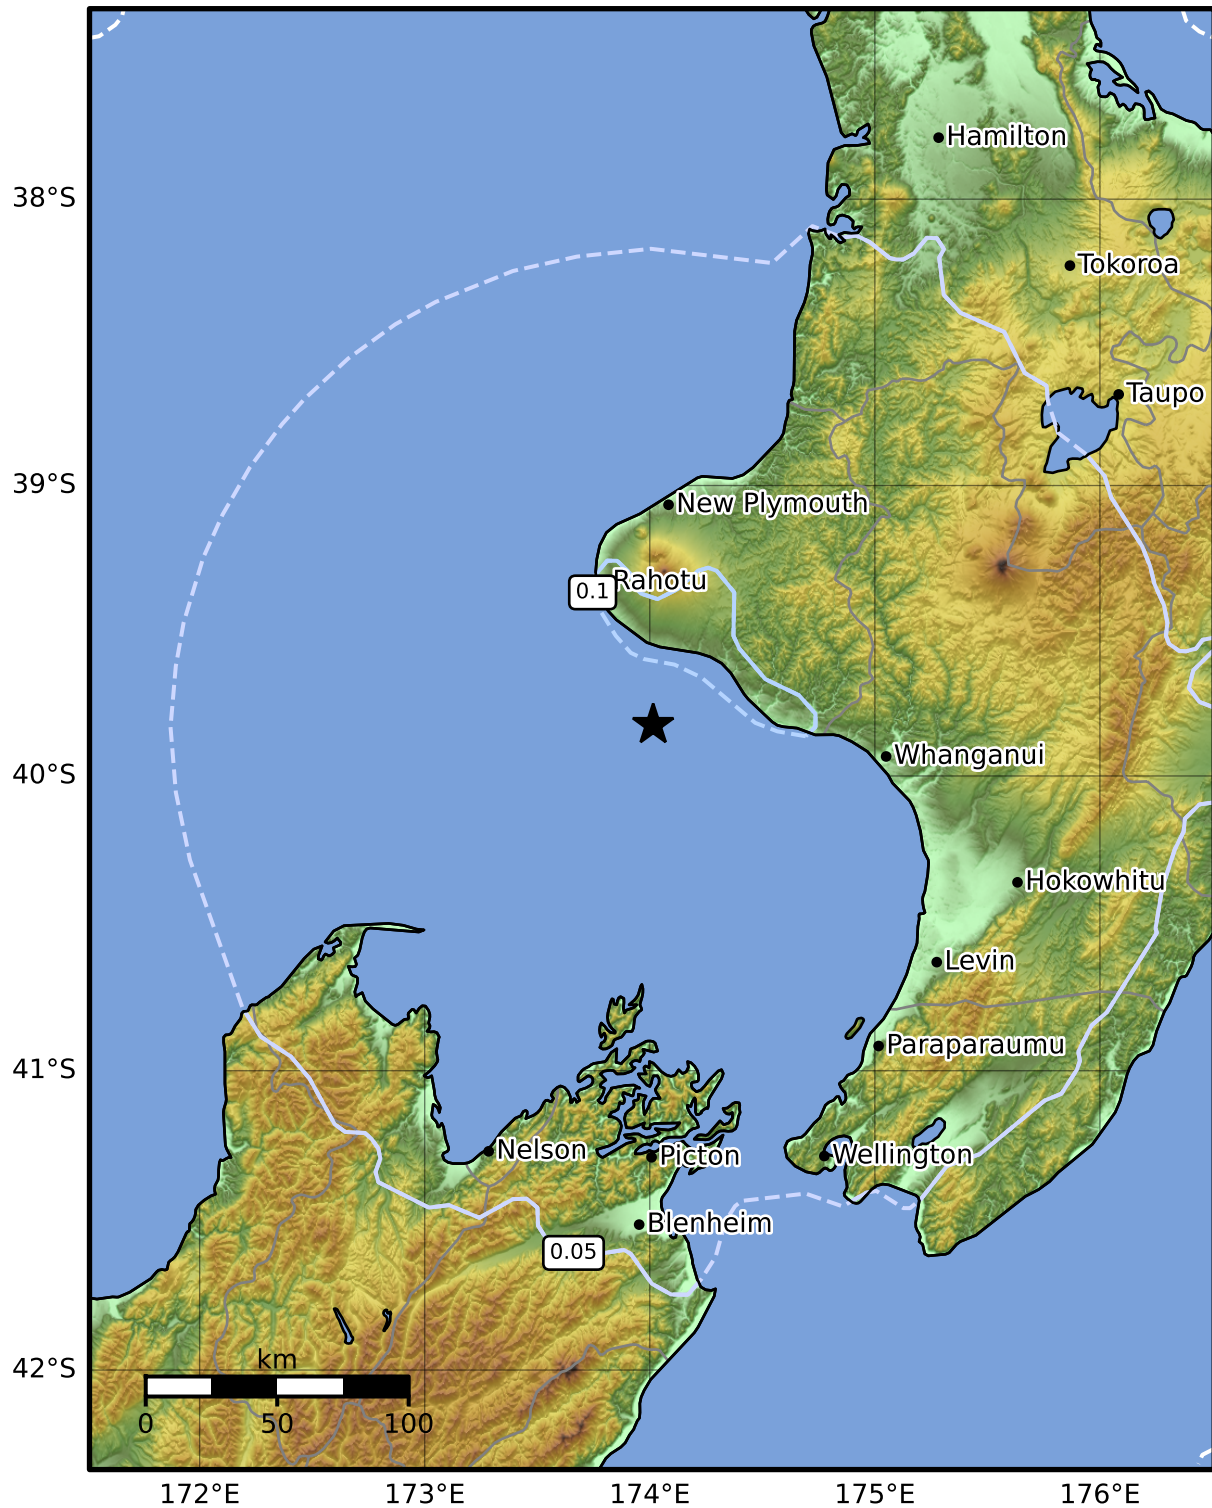 Hamilton
38°S
Tokoroa
Taupo
39°S
New Plymouth
Rahotu
0.1
Whanganui
40°S
Hokowhitu
Levin
Paraparaumu
41°S
Nelson
Picton
Wellington
Blenheim
0.05
km
42°S
0 50 100
172°E 173°E 174°E 175°E 176°E